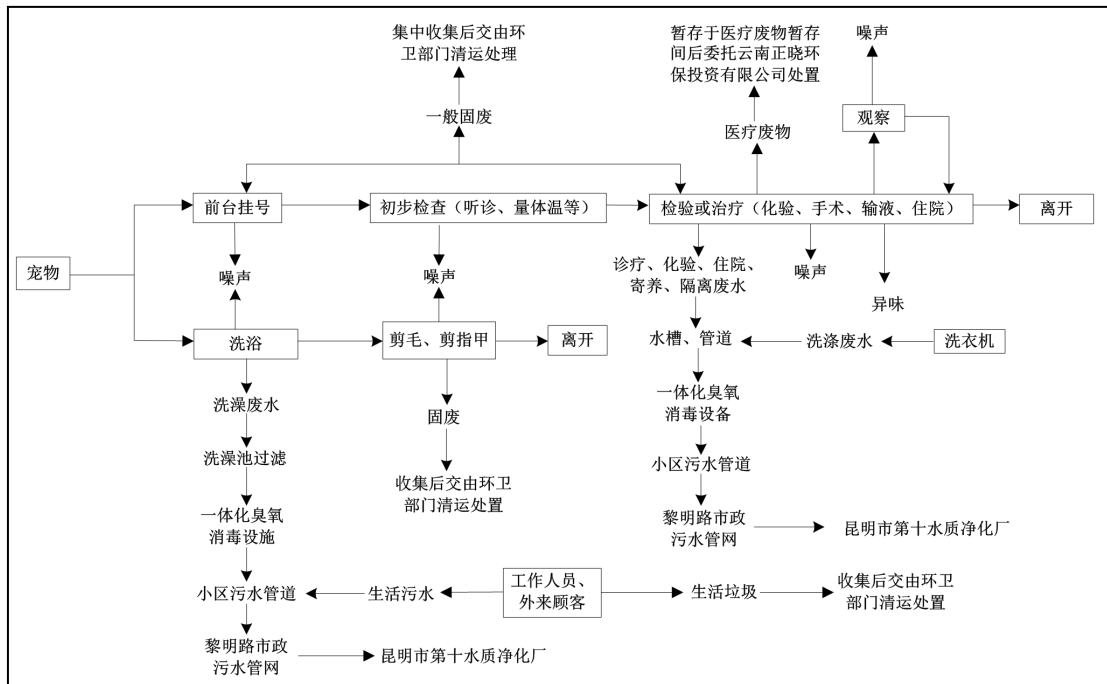 集中收集后交由环
卫部门清运处理
暂存于医疗废物暂存
间后委托云南正晓环
保投资有限公司处置
噪声
一般固废
医疗废物
观察
前台挂号
初步检查（听诊、量体温等）
检验或治疗（化验、手术、输液、住院）
离开
宠物
噪声
噪声
诊疗、化验、住院、
寄养、隔离废水
噪声
异味
洗浴
剪毛、剪指甲
离开
水槽、管道
洗涤废水
洗衣机
洗澡废水
固废
一体化臭氧
消毒设备
洗澡池过滤
收集后交由环卫
部门清运处置
小区污水管道
一体化臭氧
消毒设施
黎明路市政
污水管网
昆明市第十水质净化厂
小区污水管道
生活污水
工作人员、
外来顾客
生活垃圾
收集后交由环卫
部门清运处置
黎明路市政
污水管网
昆明市第十水质净化厂